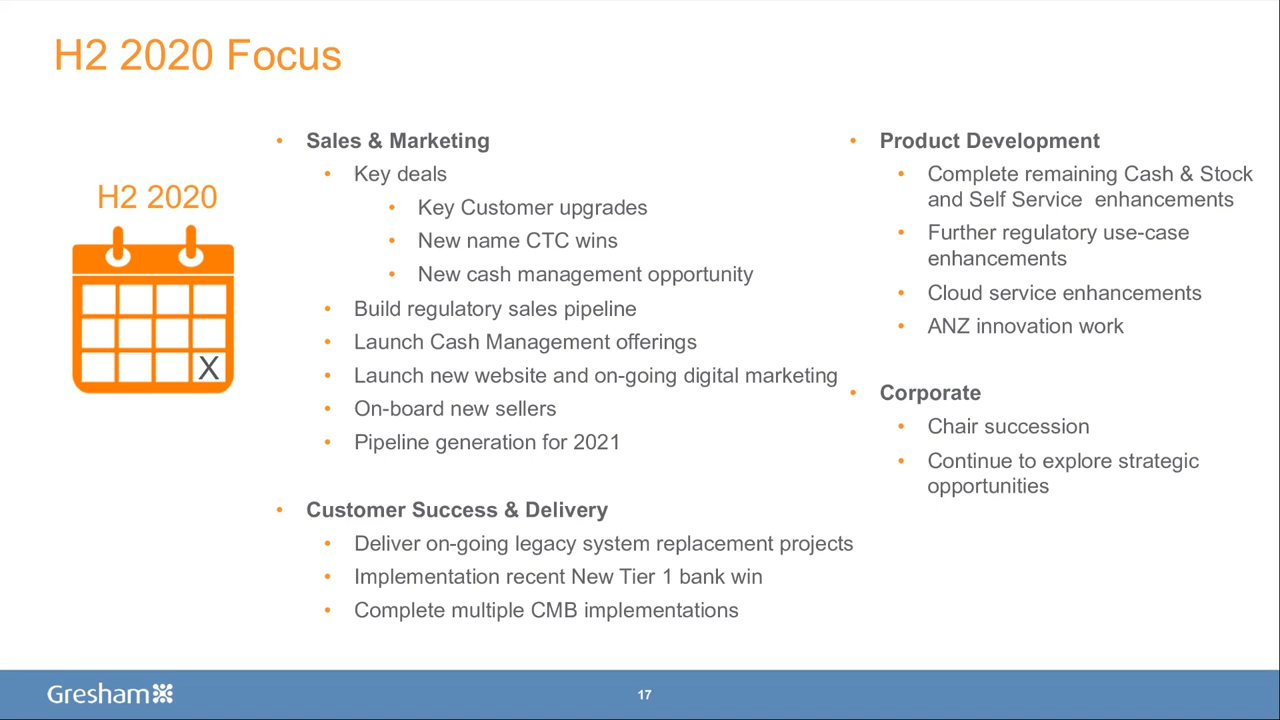 H2 2020 Focus
H2 2020
X
• Sales & Marketing
• Key deals
• Key Customer upgrades
• New name CTC wins
• New cash management opportunity
• Build regulatory sales pipeline
• Launch Cash Management offerings
• Launch new website and on-going digital marketing
• On-board new sellers
• Pipeline generation for 2021
• Customer Success & Delivery
• Deliver on-going legacy system replacement projects
• Implementation recent New Tier 1 bank win
• Complete multiple CMB implementations
• Product Development
• Complete remaining Cash & Stock
and Self Service enhancements
• Further regulatory use-case
enhancements
• Cloud service enhancements
• ANZ innovation work
• Corporate
• Chair succession
• Continue to explore strategic
opportunities
Gresham
17